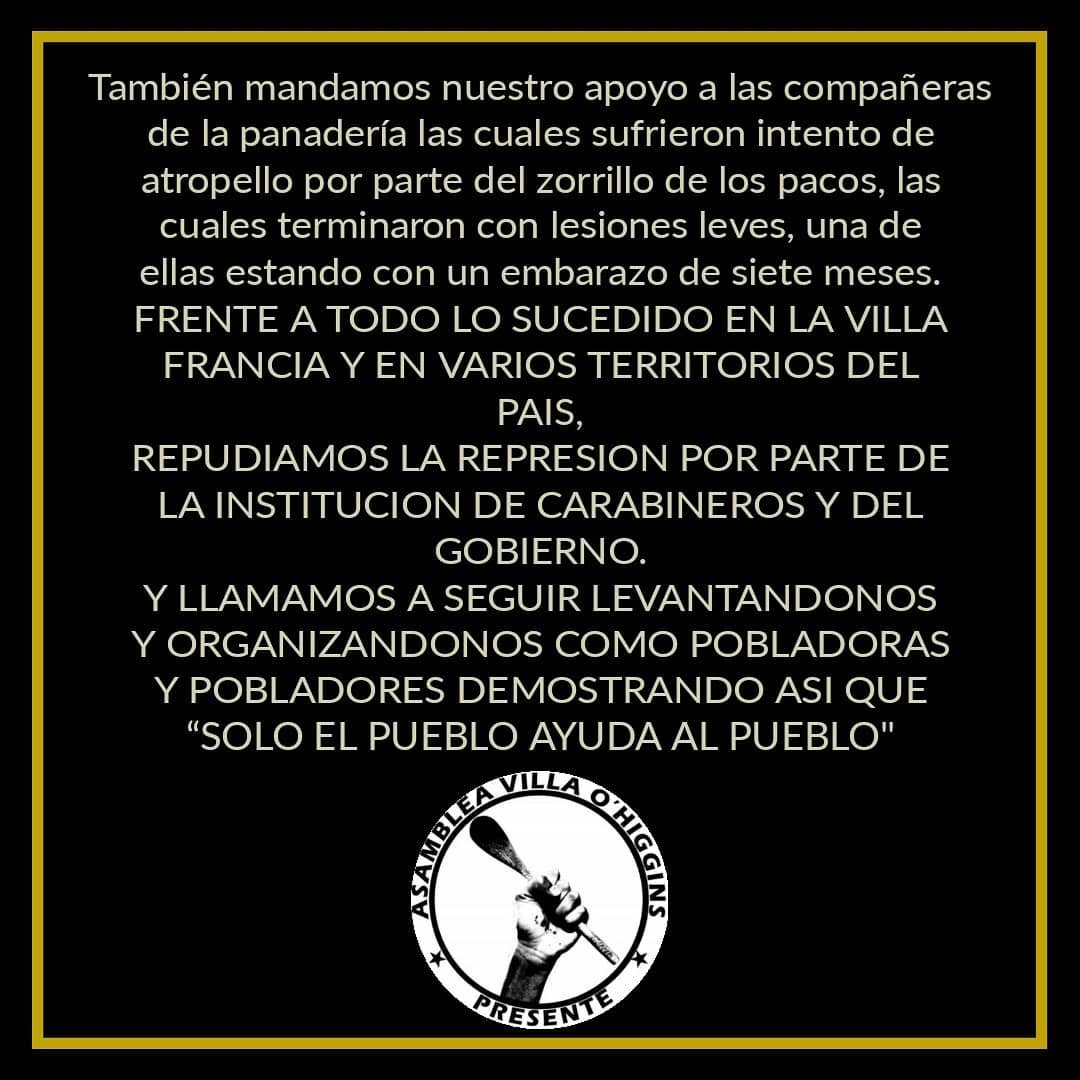 También mandamos nuestro apoyo a las compañeras
de la panadería las cuales sufrieron intento de
atropello por parte del zorrillo de los pacos, las
cuales terminaron con lesiones leves, una de
ellas estando con un embarazo de siete meses.
FRENTE A TODO LO SUCEDIDO EN LA VILLA
FRANCIA Y EN VARIOS TERRITORIOS DEL
PAIS,
REPUDIAMOS LA REPRESION POR PARTE DE
LA INSTITUCION DE CARABINEROS Y DEL
GOBIERNO.
Y LLAMAMOS A SEGUIR LEVANTANDONOS
Y ORGANIZANDONOS COMO POBLADORAS
Y POBLADORES DEMOSTRANDO ASI QUE
“SOLO EL PUEBLO AYUDA AL PUEBLO"
ASAMBLEA VILLA O´HIGGINS
PRESENTE